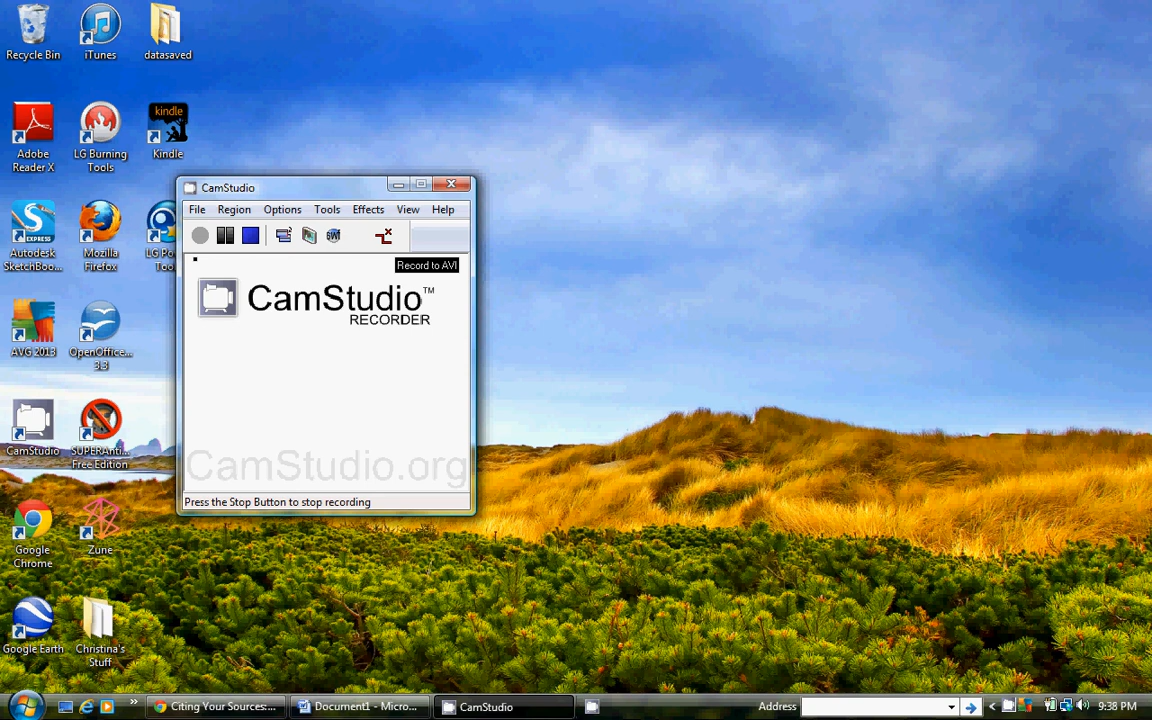 Recycle Bin
iTunes
datasaved
Adobe
Reader X
LG Burning
Tools
kindle
Kindle
Autodesk
SketchBoo...
EXPRESS
Mozilla
Firefox
AVG 2013
OpenOffice...
3.3
CamStudio
SUPERAnti...
Free Edition
Google
Chrome
Zune
Google Earth
Christina's
Stuff
CamStudio
File Region Options Tools Effects View Help
SWF
Record to AVI
CamStudio™
RECORDER
CamStudio.org
Press the Stop Button to stop recording
Citing Your Sources:...
Document1 - Micro...
CamStudio
Address
9:38 PM